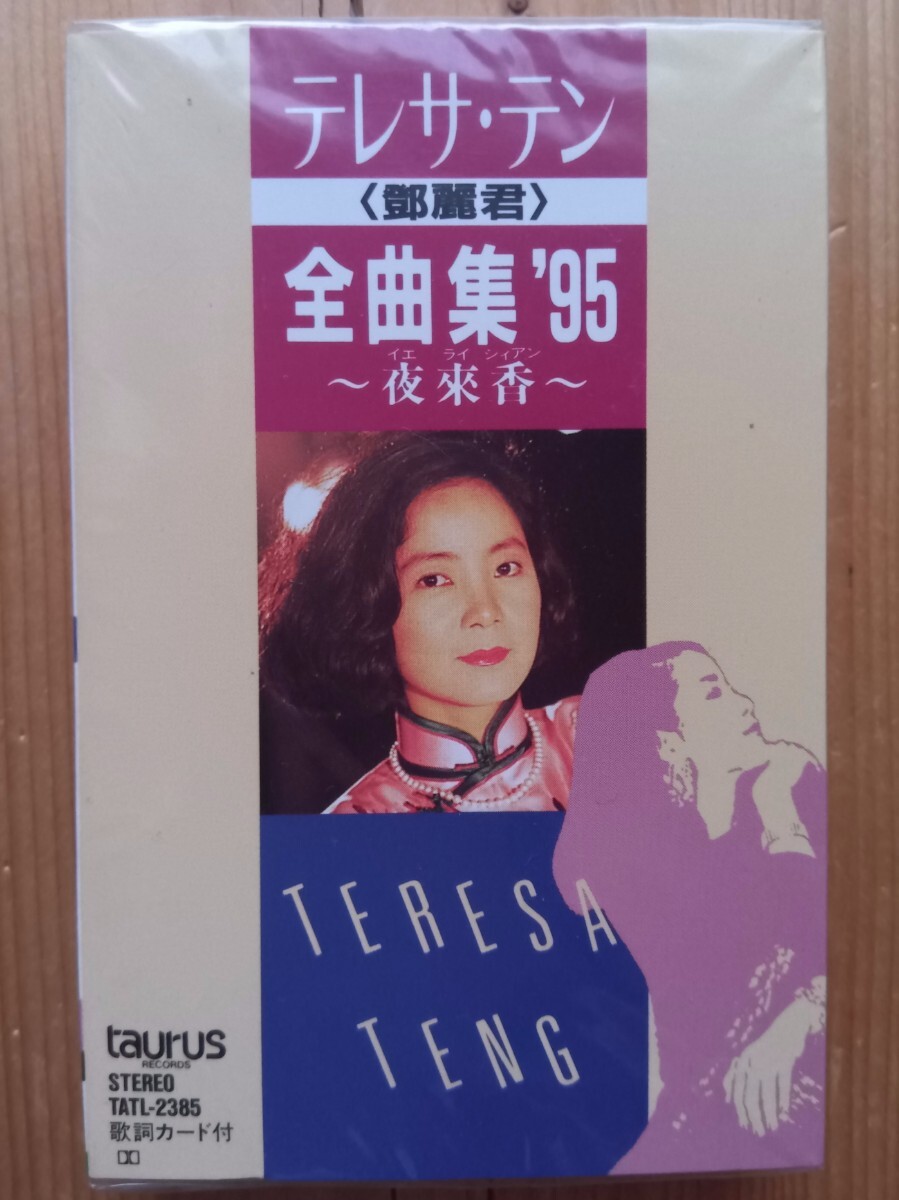 テレサ・テン
〈鄧麗君〉
全曲集'95
イエ ライ シィアン
～夜來香～
TERESA
TENG
taurus
RECORDS
STEREO
TATL-2385
歌詞カード付